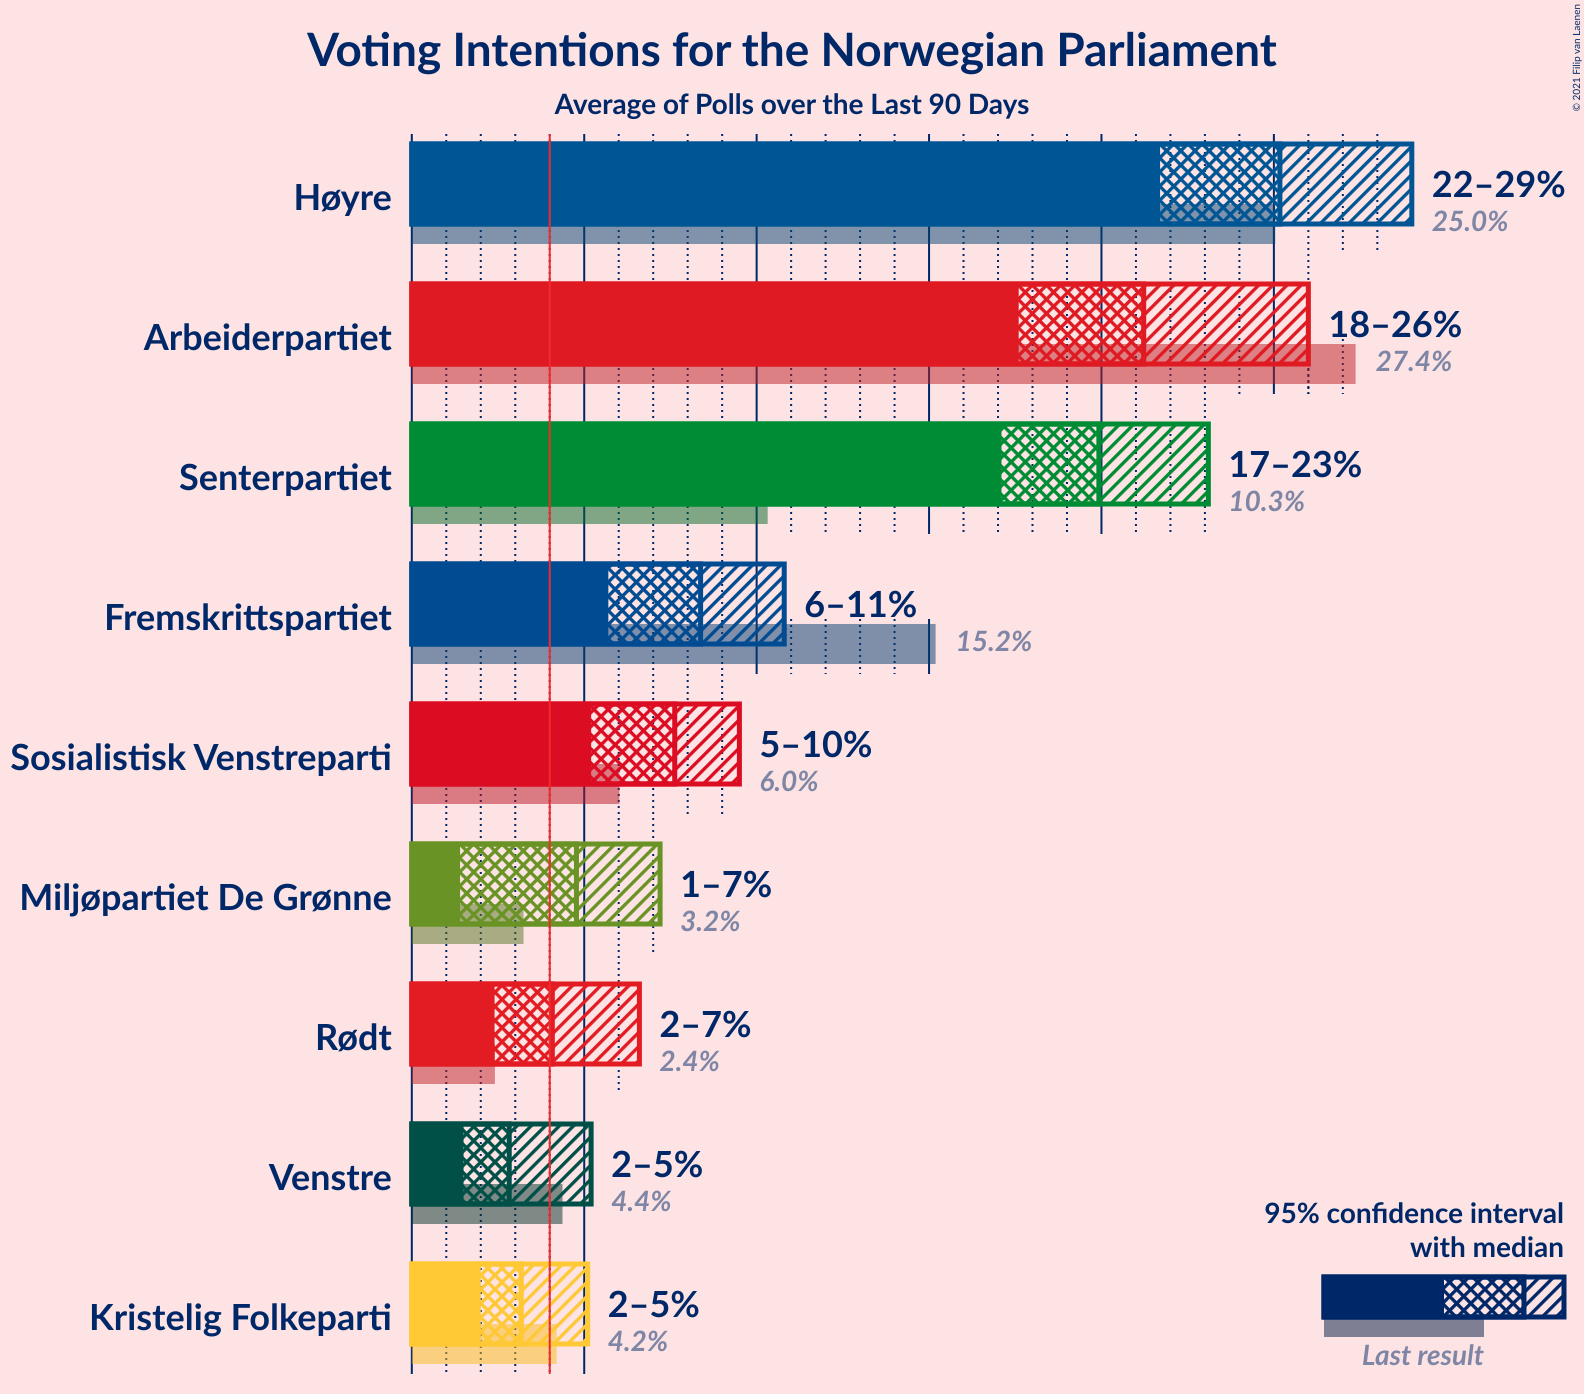 Voting Intentions for the Norwegian Parliament
Average of Polls over the Last 90 Days
© 2021 Filip van Laenen
Høyre
22–29%
25.0%
Arbeiderpartiet
18–26%
27.4%
Senterpartiet
17–23%
10.3%
Fremskrittspartiet
6–11%
15.2%
Sosialistisk Venstreparti
5–10%
6.0%
Miljøpartiet De Grønne
1–7%
3.2%
Rødt
2–7%
2.4%
Venstre
2–5%
4.4%
Kristelig Folkeparti
2–5%
4.2%
95% confidence interval
with median
Last result